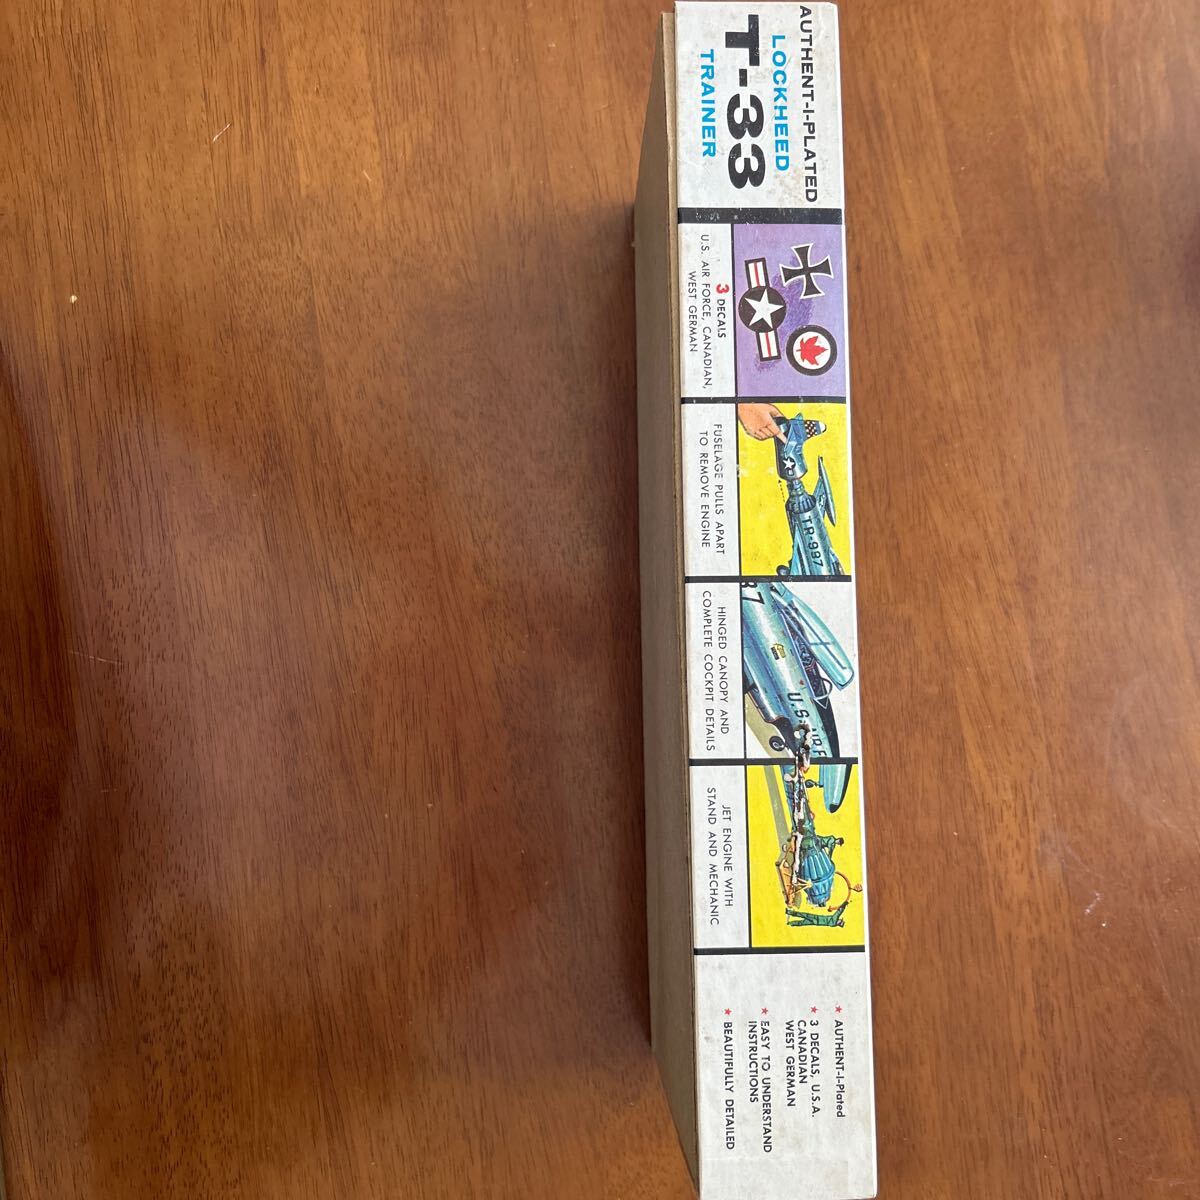 AUTHENT-I-PLATED
LOCKHEED
T-33
TRAINER
3 DECALS
U.S. AIR FORCE, CANADIAN,
WEST GERMAN
TR-997
FUSELAGE PULLS APART
TO REMOVE ENGINE
37
U.S. AIR F
HINGED CANOPY AND
COMPLETE COCKPIT DETAILS
JET ENGINE WITH
STAND AND MECHANIC
★ AUTHENT-I-Plated
★ 3 DECALS, U.S.A.
CANADIAN
WEST GERMAN
★ EASY TO UNDERSTAND
INSTRUCTIONS
★ BEAUTIFULLY DETAILED